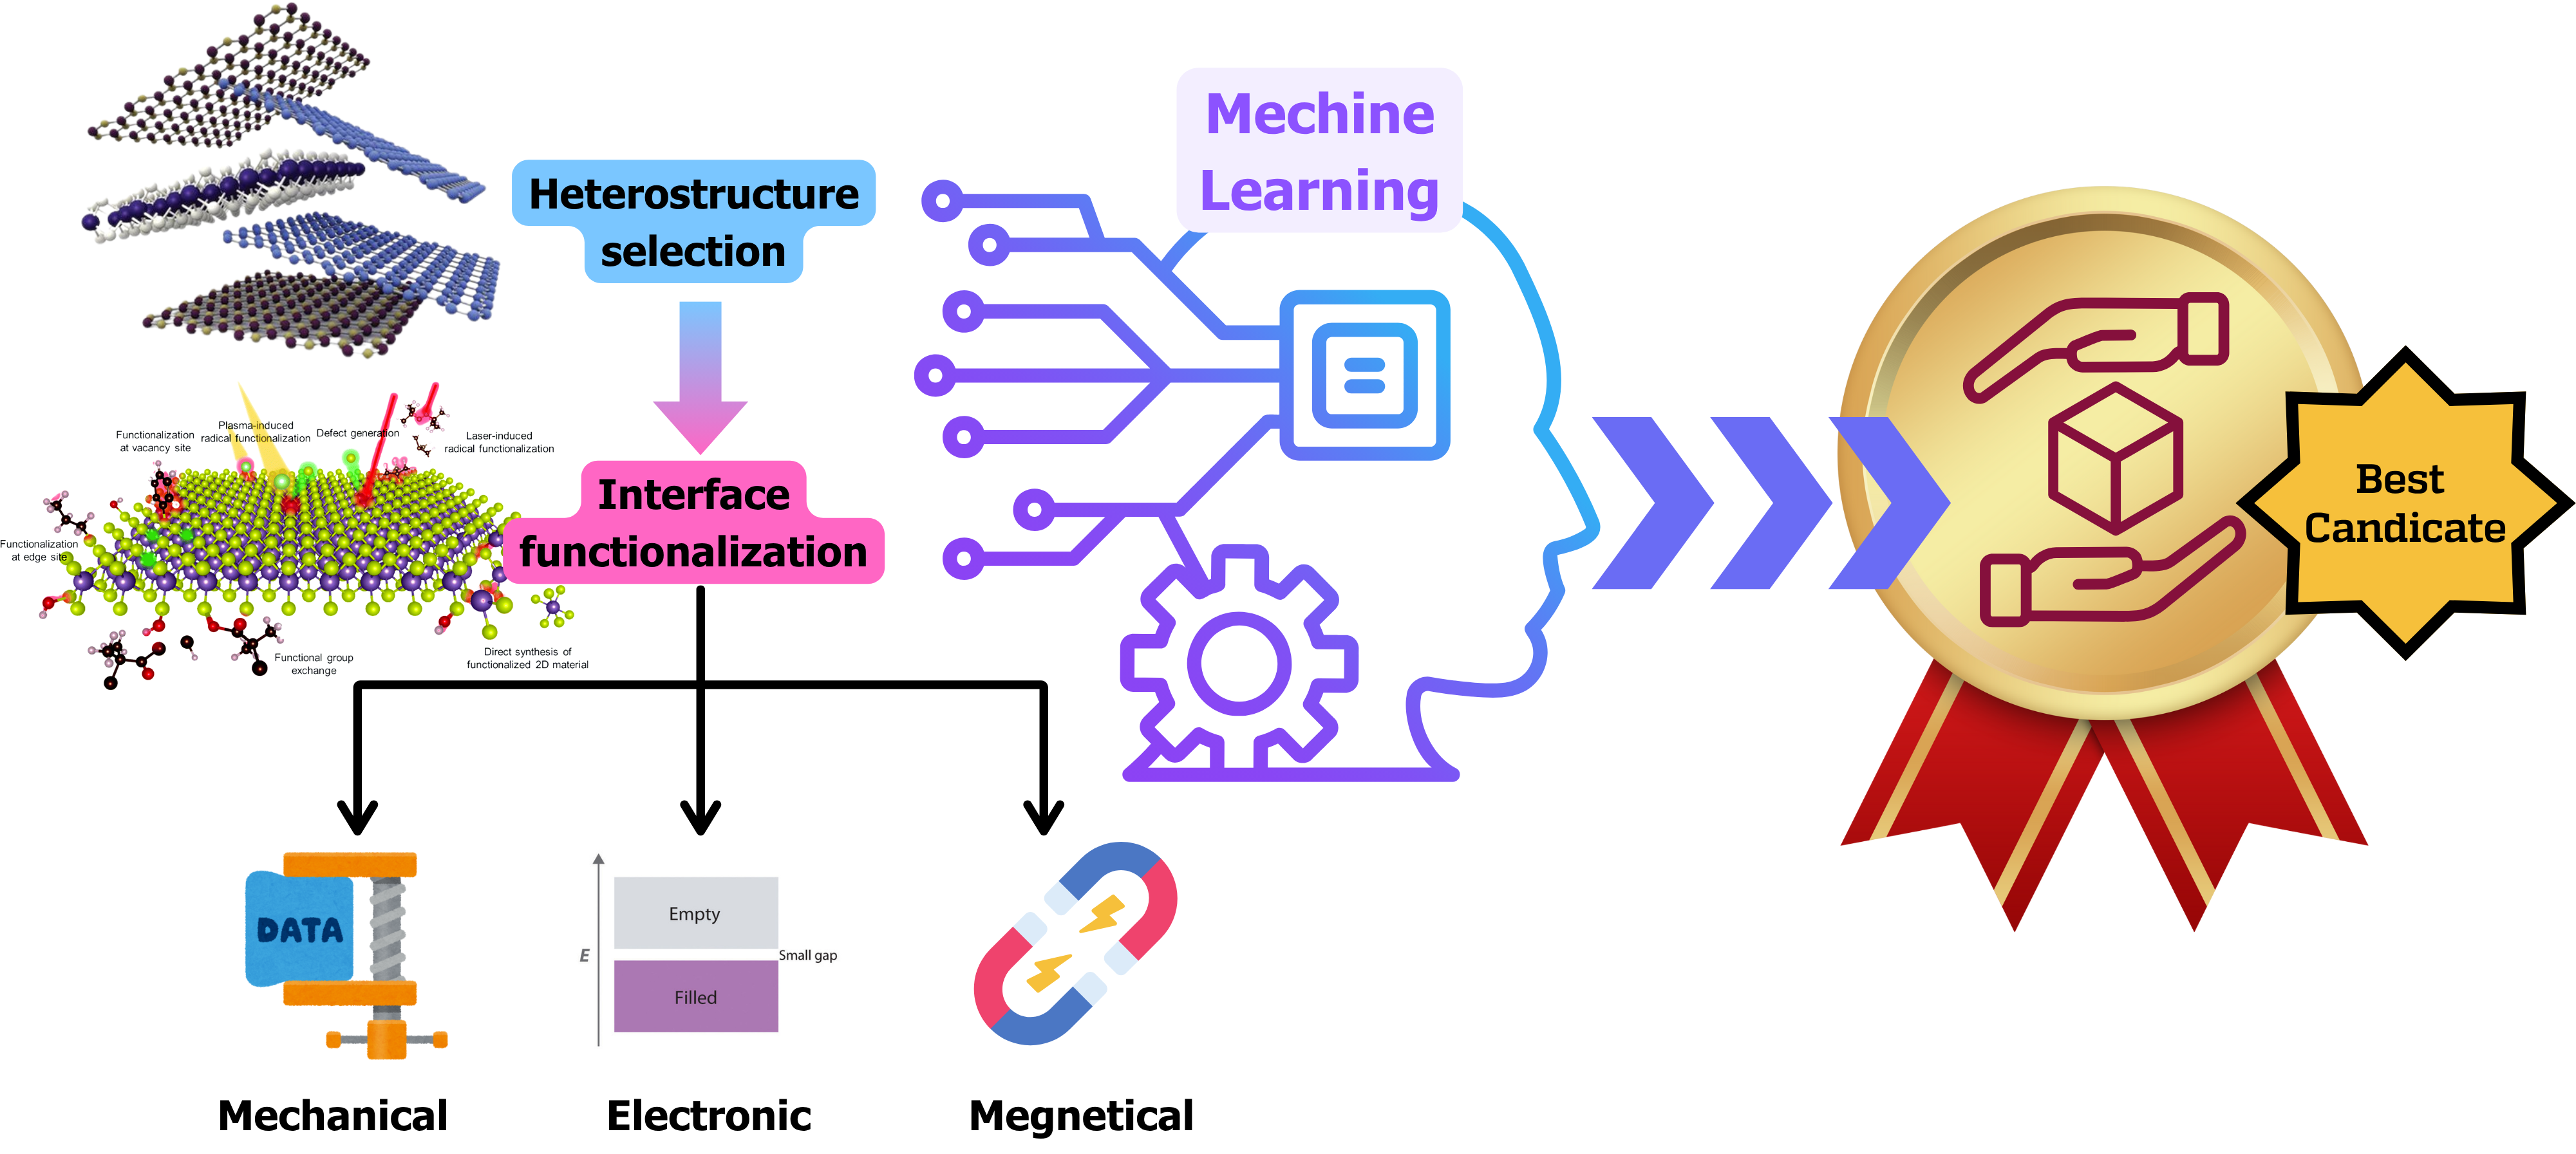 Heterostructure
selection
Mechine
Learning
Functionalization
at vacancy site
Plasma-induced
radical functionalization
Defect generation
Laser-induced
radical functionalization
Functionalization
at edge site
Functional group
exchange
Direct synthesis of
functionalized 2D material
Interface
functionalization
Best
Candicate
DATA
E
Empty
Small gap
Filled
Mechanical
Electronic
Megnetical